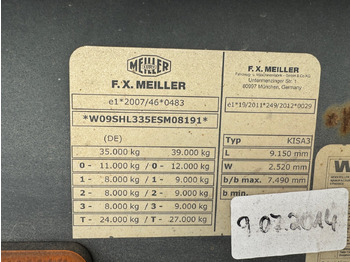 MEILLER
F. X. MEILLER
e1*2007/46*0483
*W09SHL335ESM08191*
(DE)
35.000 kg 39.000 kg
0 - 11.000 kg / 0 - 12.000 kg
1 - 8.000 kg / 1 - 9.000 kg
2 - 8.000 kg / 2 - 9.000 kg
3 - 8.000 kg / 3 - 9.000 kg
T - 24.000 kg / T - 27.000 kg
F. X. MEILLER
80997 München, Germany
e1*15/2011*249/2012*0029
Typ KISA3
L 9.150 mm
W 2.520 mm
b/b max 7.490 mm
b min.
9.07.2014
W